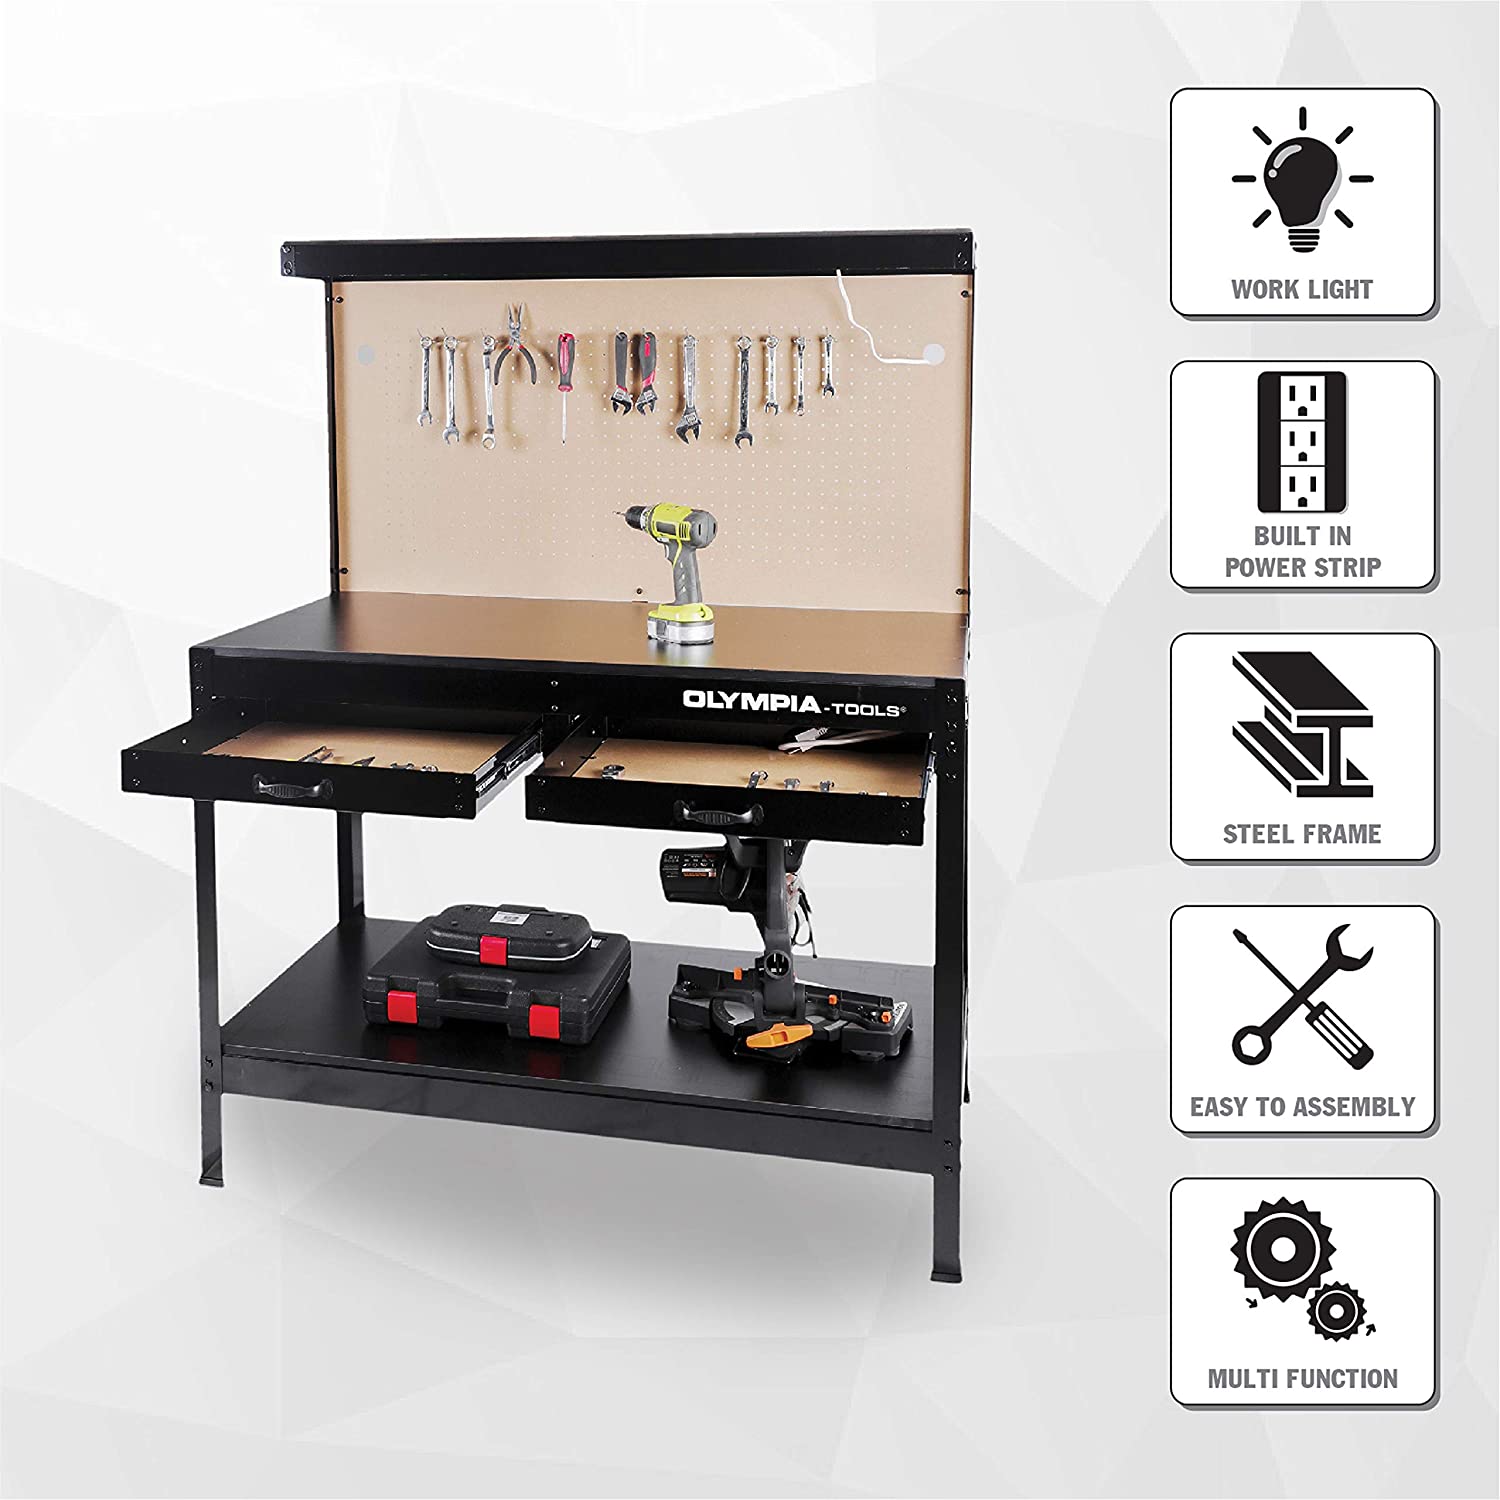 OLYMPIA-TOOLS®
WORK LIGHT
BUILT IN
POWER STRIP
STEEL FRAME
EASY TO ASSEMBLY
MULTI FUNCTION